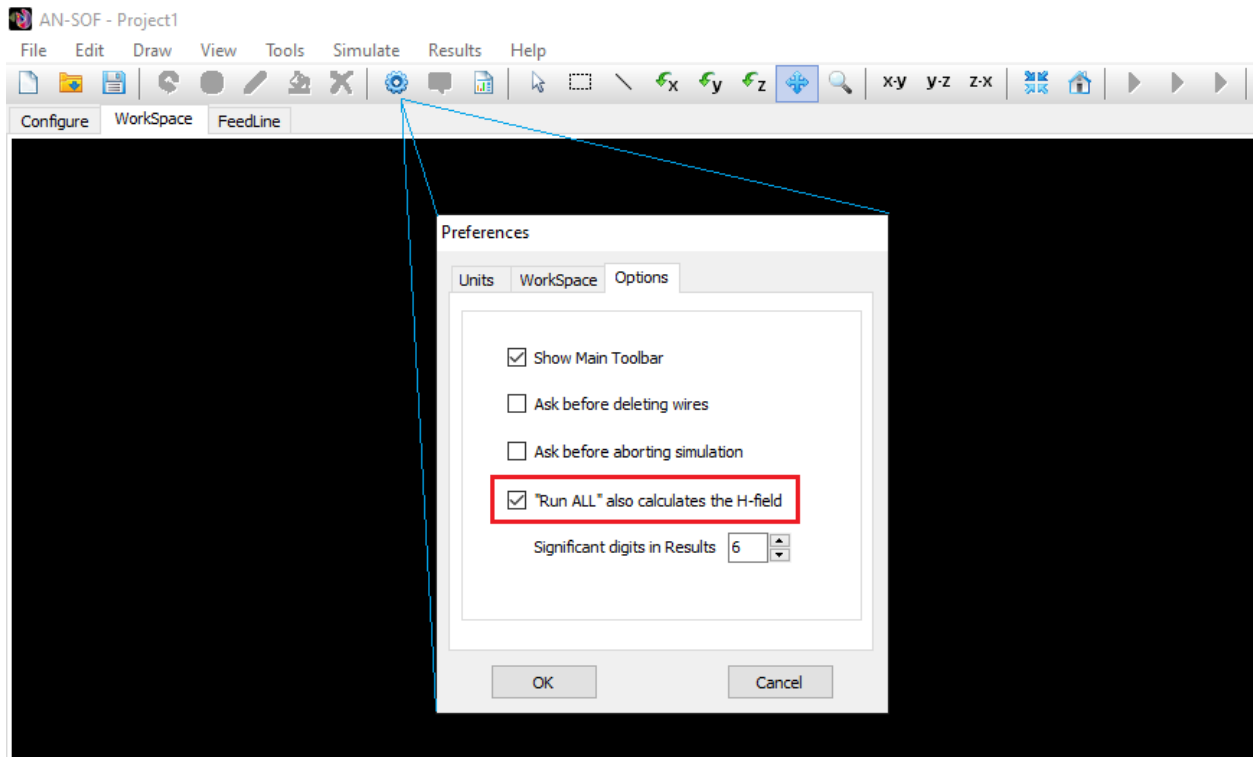 AN-SOF - Project1
File Edit Draw View Tools Simulate Results Help
x y z x-y y-z z-x
Configure WorkSpace FeedLine
Preferences
Units WorkSpace Options
Show Main Toolbar
Ask before deleting wires
Ask before aborting simulation
"Run ALL" also calculates the H-field
Significant digits in Results 6
OK Cancel